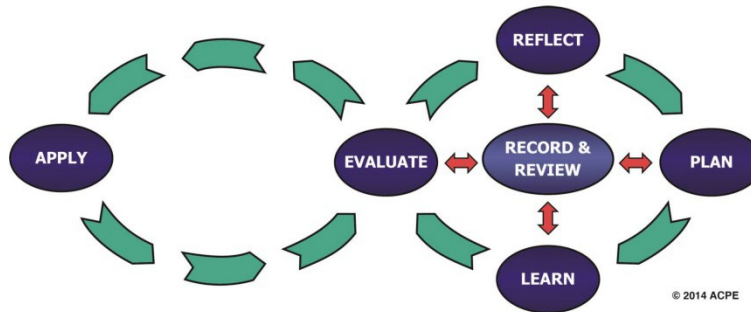 REFLECT
APPLY
EVALUATE
RECORD &
REVIEW
PLAN
LEARN
© 2014 ACPE